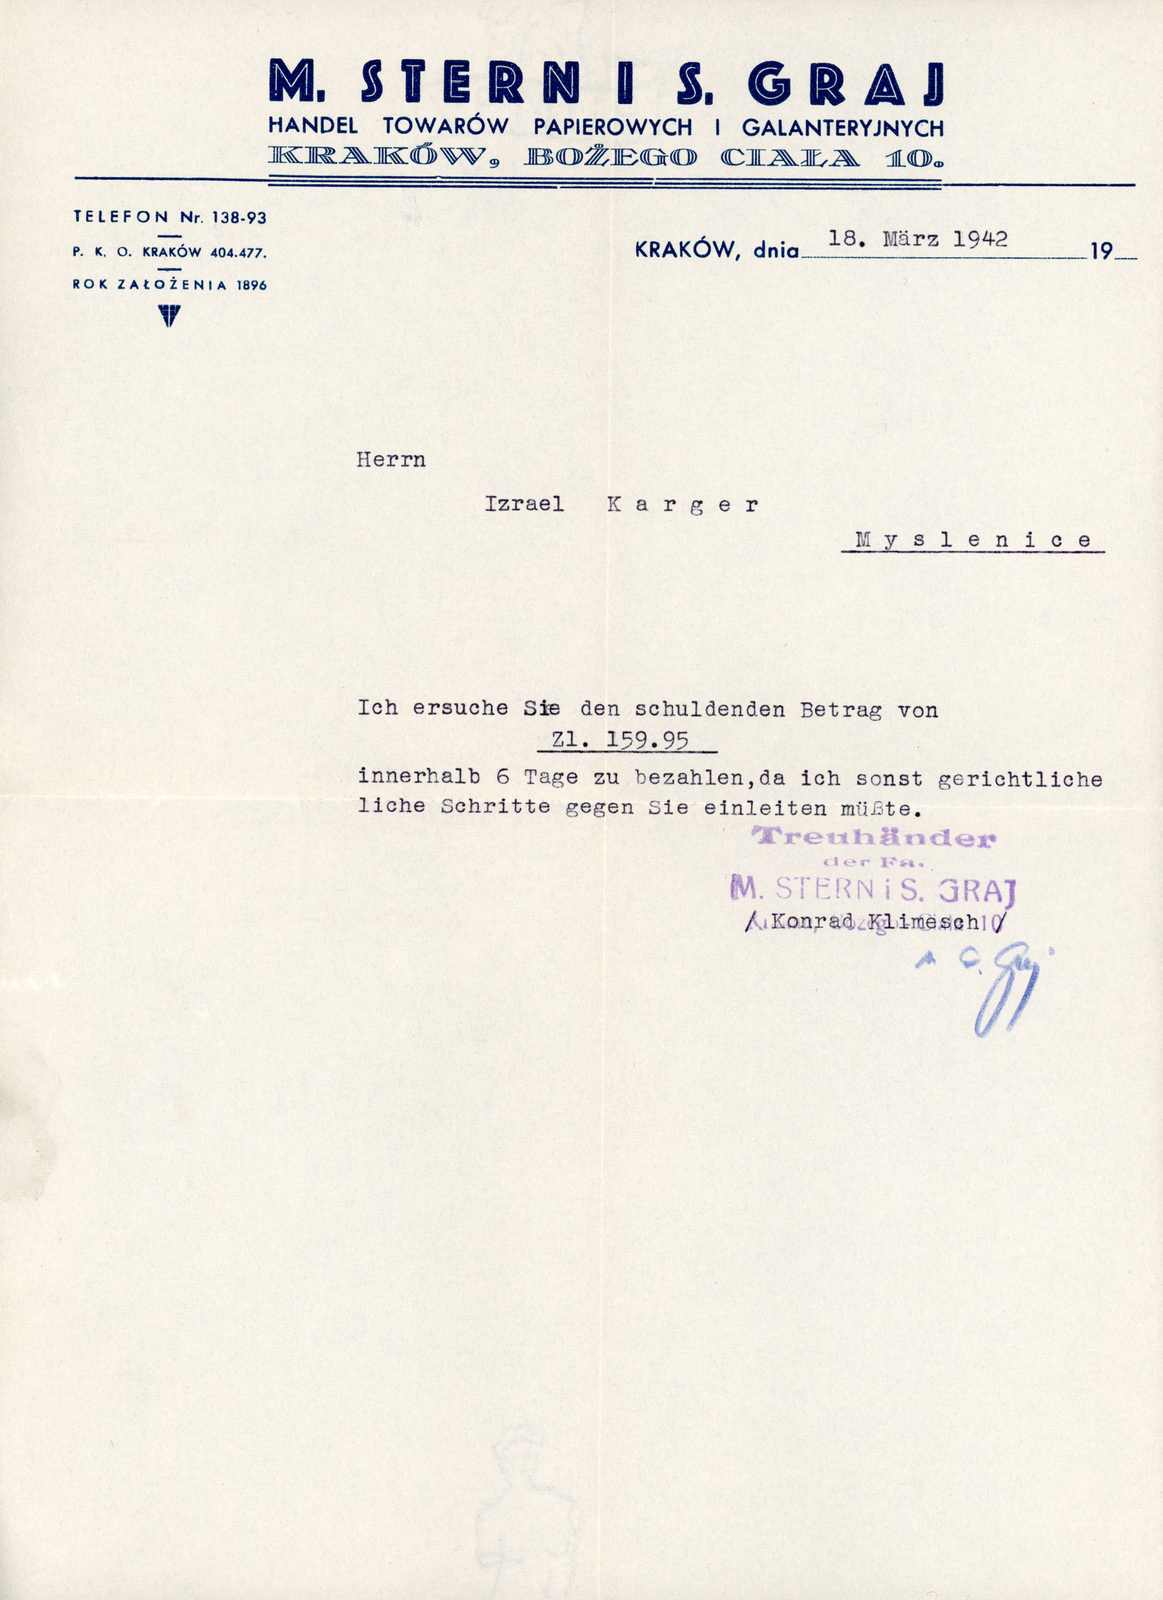 M. STERN I S. GRAJ
HANDEL TOWARÓW PAPIEROWYCH I GALANTERYJNYCH
KRAKÓW, BOŻEGO CIAŁA 10.
TELEFON Nr. 138-93
P. K. O. KRAKÓW 404.477.
ROK ZAŁOŻENIA 1896
KRAKÓW, dnia 18. März 1942 19
Herrn
Izrael Karger
Myslenice
Ich ersuche Sie den schuldenden Betrag von
Zl. 159.95
innerhalb 6 Tage zu bezahlen,da ich sonst gerichtliche
liche Schritte gegen Sie einleiten müßte.
Treuhänder
der Fa.
M. STERN i S. GRAJ
/ Konrad Klimesch /
10